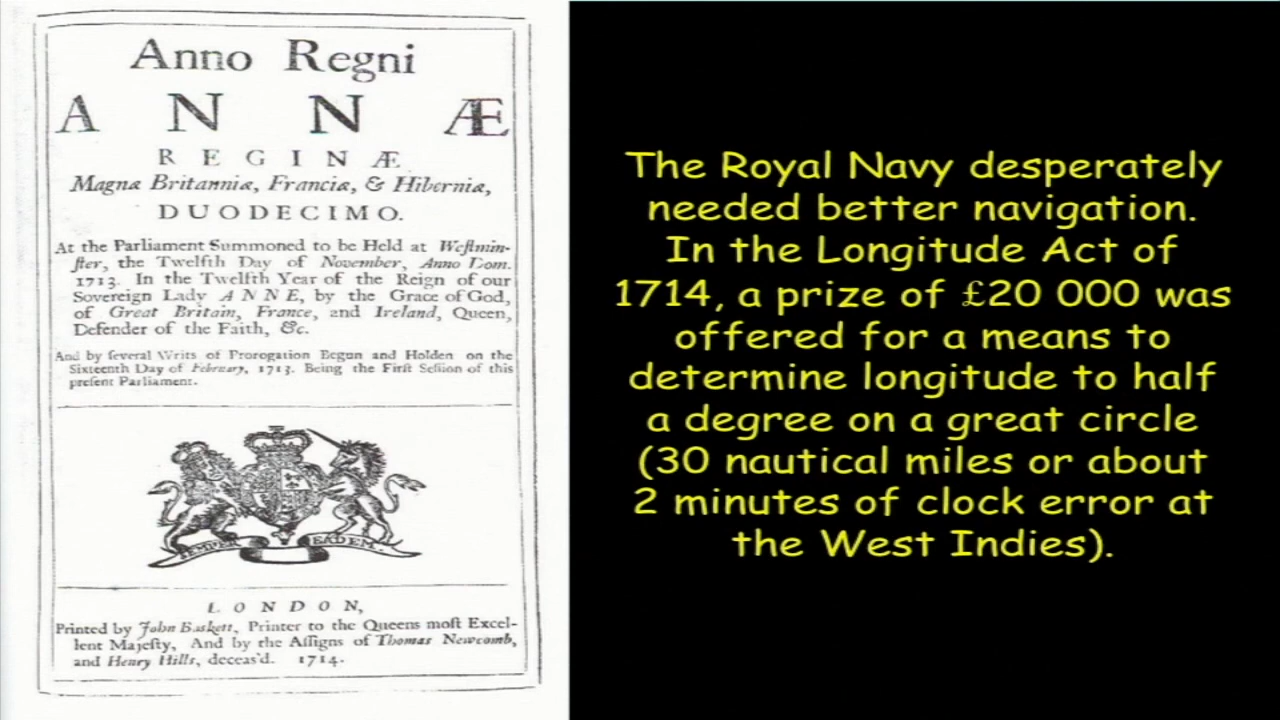 Anno Regni
ANNÆ
REGINÆ
Magnæ Britanniæ, Franciæ, & Hiberniæ,
DUODECIMO.
At the Parliament Summoned to be Held at Weſtmin-
ſter, the Twelfth Day of November, Anno Dom.
1713. In the Twelfth Year of the Reign of our
Sovereign Lady ANNE, by the Grace of God,
of Great Britain, France, and Ireland, Queen,
Defender of the Faith, &c.
And by ſeveral Writs of Prorogation Begun and Holden on the
Sixteenth Day of February, 1713. Being the Firſt Seſſion of this
preſent Parliament.
SEMPER EADEM.
LONDON,
Printed by John Baskett, Printer to the Queens moſt Excel-
lent Majeſty, And by the Aſſigns of Thomas Newcomb,
and Henry Hills, deceas'd. 1714.
The Royal Navy desperately
needed better navigation.
In the Longitude Act of
1714, a prize of £20 000 was
offered for a means to
determine longitude to half
a degree on a great circle
(30 nautical miles or about
2 minutes of clock error at
the West Indies).